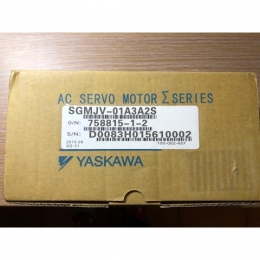 AC SERVO MOTOR Σ SERIES
SGMJV-01A3A2S
O/N: 758815-1-2
S/N: D0083H015610002
YASKAWA